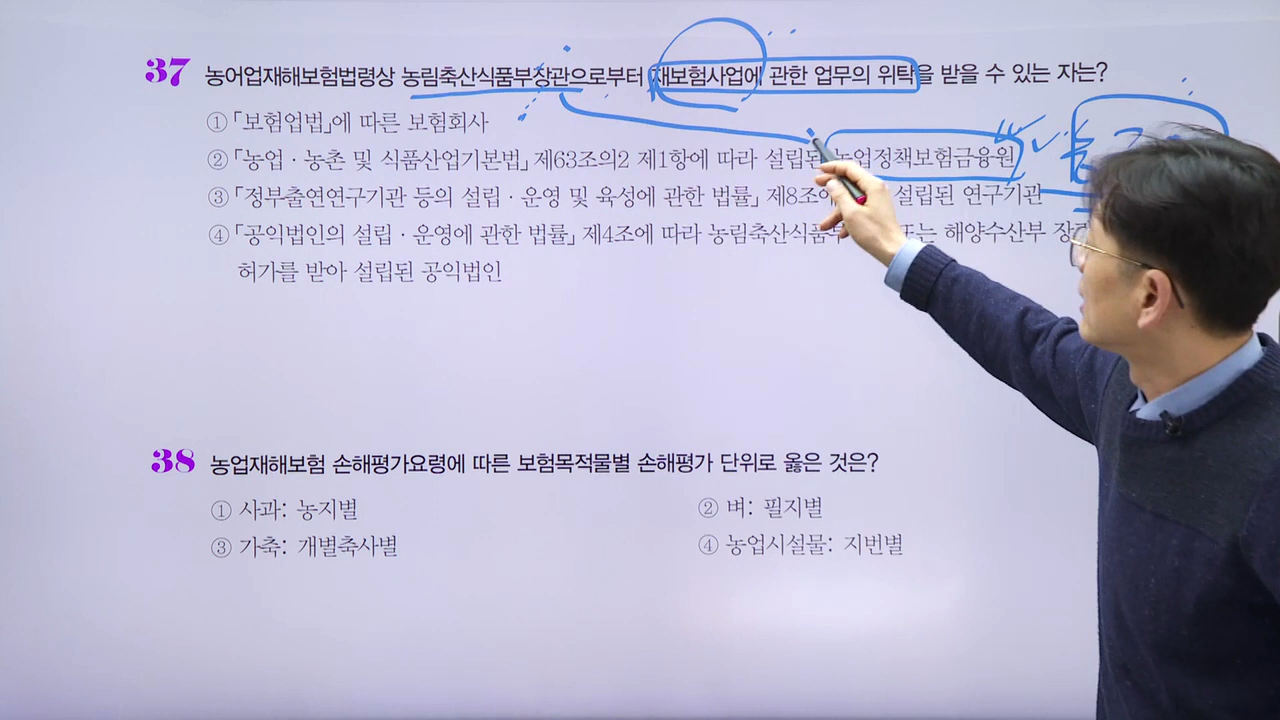 37 농어업재해보험법령상 농림축산식품부장관으로부터 재보험사업에 관한 업무의 위탁을 받을 수 있는 자는?
① 「보험업법」에 따른 보험회사
② 「농업 · 농촌 및 식품산업기본법」 제63조의2 제1항에 따라 설립된 농업정책보험금융원
③ 「정부출연연구기관 등의 설립 · 운영 및 육성에 관한 법률」 제8조에 설립된 연구기관
④ 「공익법인의 설립 · 운영에 관한 법률」 제4조에 따라 농림축산식품부 또는 해양수산부
허가를 받아 설립된 공익법인
38 농업재해보험 손해평가요령에 따른 보험목적물별 손해평가 단위로 옳은 것은?
① 사과: 농지별 ② 벼: 필지별
③ 가축: 개별축사별 ④ 농업시설물: 지번별